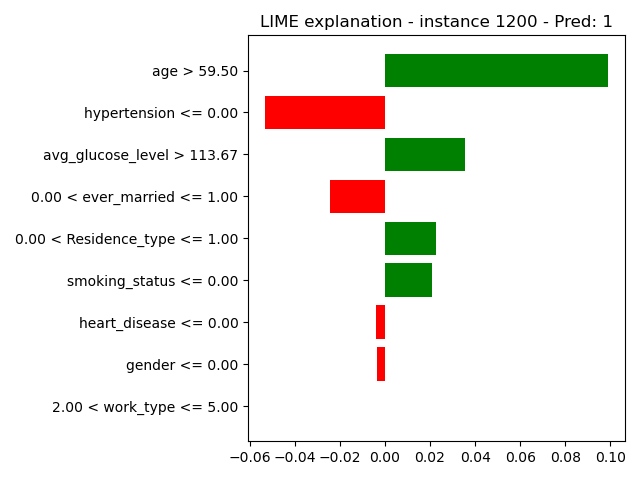 LIME explanation - instance 1200 - Pred: 1
age > 59.50
hypertension <= 0.00
avg_glucose_level > 113.67
0.00 < ever_married <= 1.00
0.00 < Residence_type <= 1.00
smoking_status <= 0.00
heart_disease <= 0.00
gender <= 0.00
2.00 < work_type <= 5.00
−0.06 −0.04 −0.02 0.00 0.02 0.04 0.06 0.08 0.10